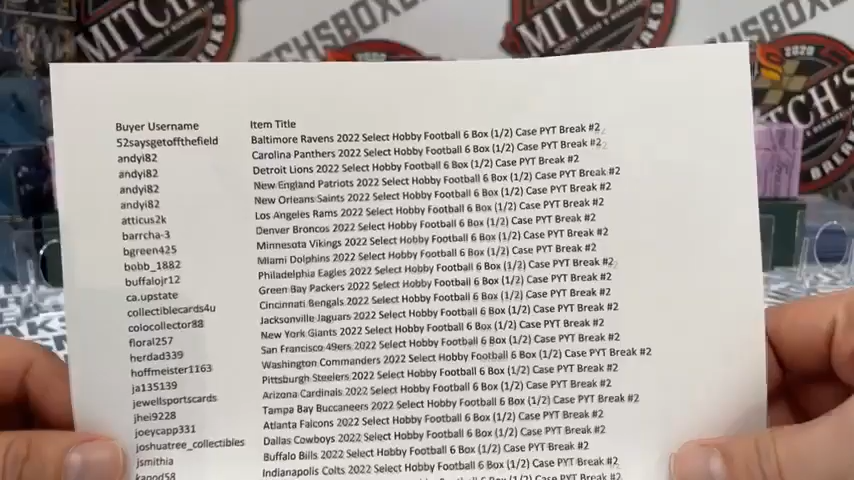 MITCH'S
MITCHSBOXBREAKS
MITCH'S
2020
MITCH'S
Buyer Username Item Title
52saysgetoffthefield Baltimore Ravens 2022 Select Hobby Football 6 Box (1/2) Case PYT Break #2
andyi82 Carolina Panthers 2022 Select Hobby Football 6 Box (1/2) Case PYT Break #2
andyi82 Detroit Lions 2022 Select Hobby Football 6 Box (1/2) Case PYT Break #2
andyi82 New England Patriots 2022 Select Hobby Football 6 Box (1/2) Case PYT Break #2
andyi82 New Orleans Saints 2022 Select Hobby Football 6 Box (1/2) Case PYT Break #2
atticus2k Los Angeles Rams 2022 Select Hobby Football 6 Box (1/2) Case PYT Break #2
barrcha-3 Denver Broncos 2022 Select Hobby Football 6 Box (1/2) Case PYT Break #2
bgreen425 Minnesota Vikings 2022 Select Hobby Football 6 Box (1/2) Case PYT Break #2
bobb_1882 Miami Dolphins 2022 Select Hobby Football 6 Box (1/2) Case PYT Break #2
buffalojr12 Philadelphia Eagles 2022 Select Hobby Football 6 Box (1/2) Case PYT Break #2
ca.upstate Green Bay Packers 2022 Select Hobby Football 6 Box (1/2) Case PYT Break #2
collectiblecards4u Cincinnati Bengals 2022 Select Hobby Football 6 Box (1/2) Case PYT Break #2
colocollector88 Jacksonville Jaguars 2022 Select Hobby Football 6 Box (1/2) Case PYT Break #2
floral257 New York Giants 2022 Select Hobby Football 6 Box (1/2) Case PYT Break #2
herdad339 San Francisco 49ers 2022 Select Hobby Football 6 Box (1/2) Case PYT Break #2
hoffmeister1163 Washington Commanders 2022 Select Hobby Football 6 Box (1/2) Case PYT Break #2
ja135139 Pittsburgh Steelers 2022 Select Hobby Football 6 Box (1/2) Case PYT Break #2
jewellsportscards Arizona Cardinals 2022 Select Hobby Football 6 Box (1/2) Case PYT Break #2
jhei9228 Tampa Bay Buccaneers 2022 Select Hobby Football 6 Box (1/2) Case PYT Break #2
joeycapp331 Atlanta Falcons 2022 Select Hobby Football 6 Box (1/2) Case PYT Break #2
joshuatree_collectibles Dallas Cowboys 2022 Select Hobby Football 6 Box (1/2) Case PYT Break #2
jsmithia Buffalo Bills 2022 Select Hobby Football 6 Box (1/2) Case PYT Break #2
Indianapolis Colts 2022 Select Hobby Football 6 Box (1/2) Case PYT Break #2